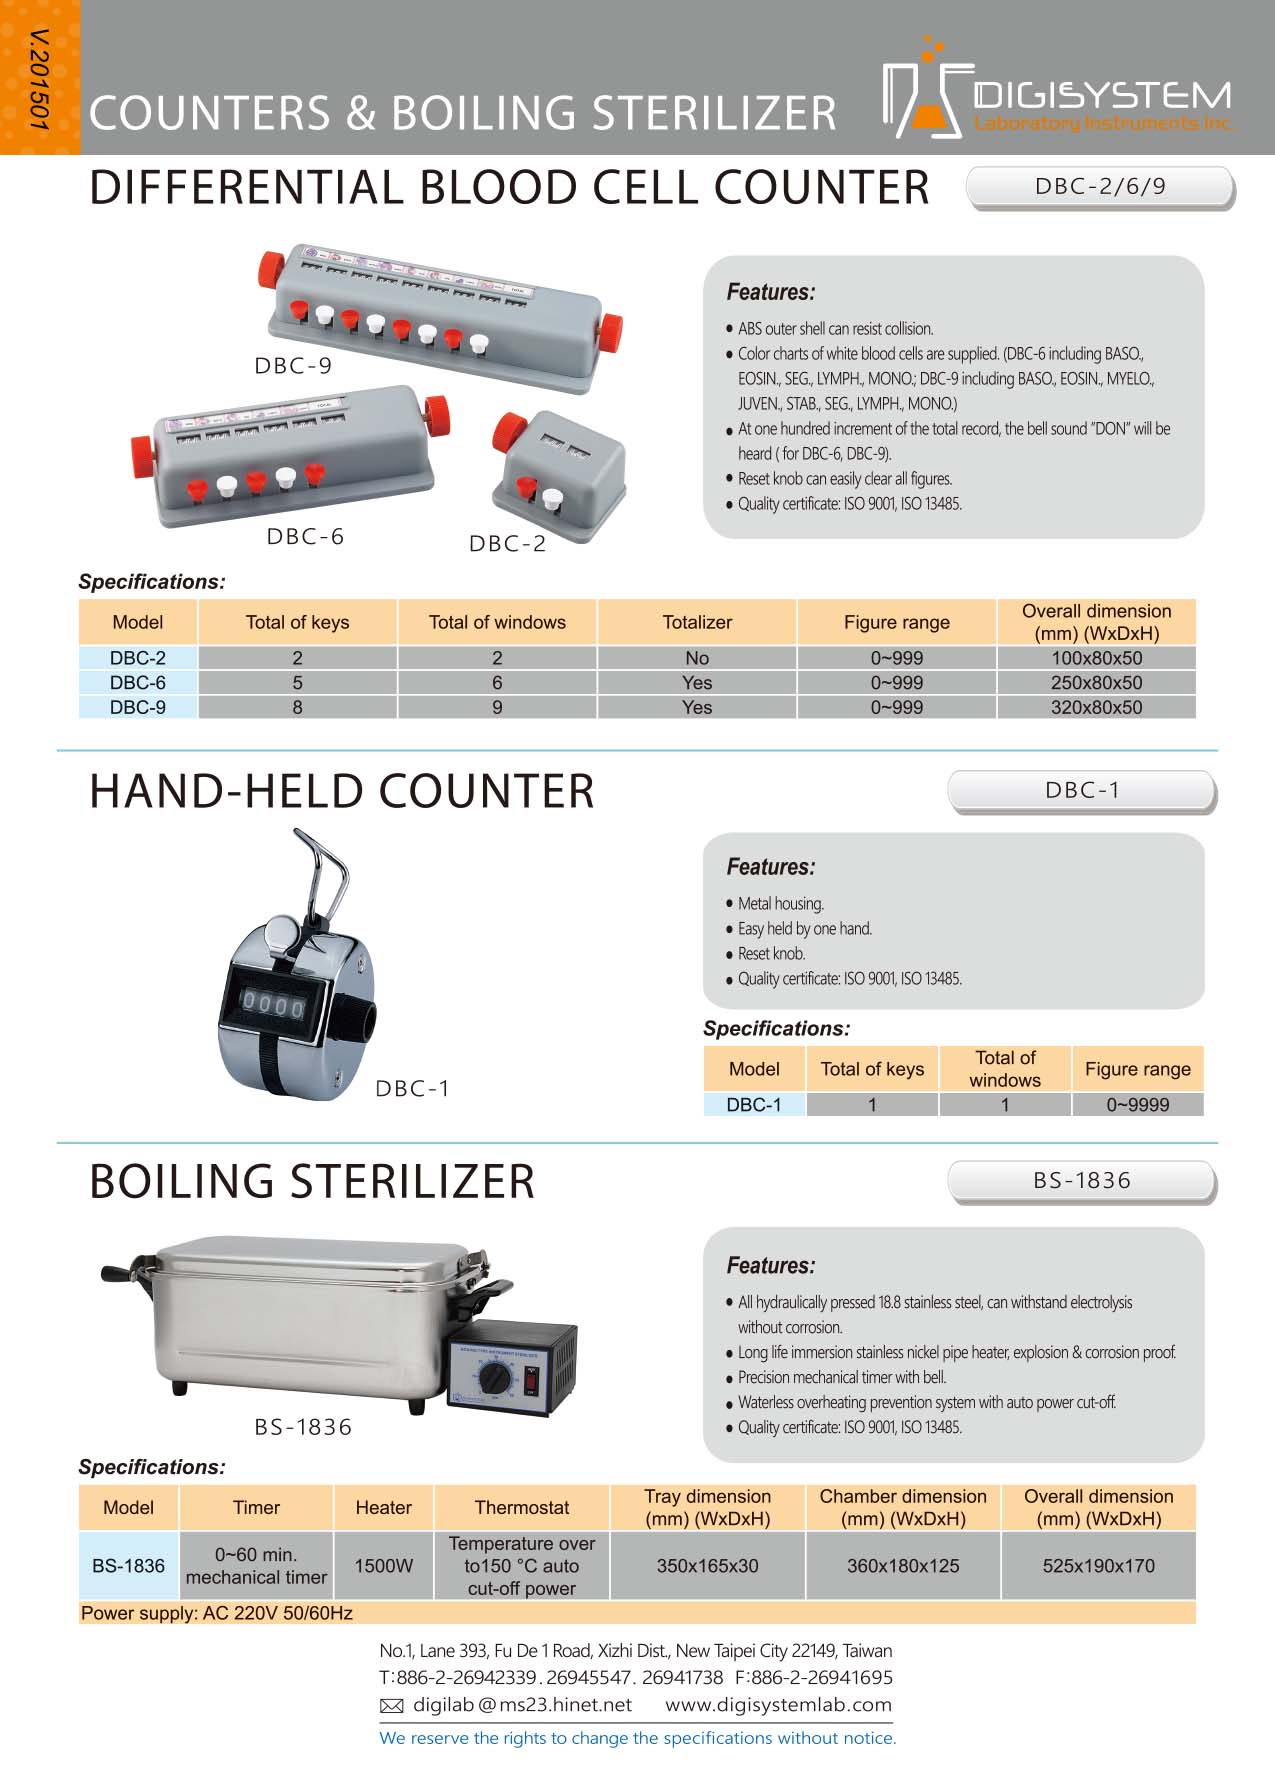 V.201501
COUNTERS & BOILING STERILIZER
DIGISYSTEM
Laboratory Instruments Inc.
DIFFERENTIAL BLOOD CELL COUNTER
DBC-2/6/9
DBC-9
DBC-6
DBC-2
Features:
• ABS outer shell can resist collision.
• Color charts of white blood cells are supplied. (DBC-6 including BASO.,
EOSIN., SEG., LYMPH., MONO.; DBC-9 including BASO., EOSIN., MYELO.,
JUVEN., STAB., SEG., LYMPH., MONO.)
• At one hundred increment of the total record, the bell sound "DON" will be
heard ( for DBC-6, DBC-9).
• Reset knob can easily clear all figures.
• Quality certificate: ISO 9001, ISO 13485.
Specifications:
Model Total of keys Total of windows Totalizer Figure range Overall dimension
(mm) (WxDxH)
DBC-2 2 2 No 0~999 100x80x50
DBC-6 5 6 Yes 0~999 250x80x50
DBC-9 8 9 Yes 0~999 320x80x50
HAND-HELD COUNTER
DBC-1
0000
DBC-1
Features:
• Metal housing.
• Easy held by one hand.
• Reset knob.
• Quality certificate: ISO 9001, ISO 13485.
Specifications:
Model Total of keys Total of
windows Figure range
DBC-1 1 1 0~9999
BOILING STERILIZER
BS-1836
BS-1836
Features:
• All hydraulically pressed 18.8 stainless steel, can withstand electrolysis
without corrosion.
• Long life immersion stainless nickel pipe heater, explosion & corrosion proof.
• Precision mechanical timer with bell.
• Waterless overheating prevention system with auto power cut-off.
• Quality certificate: ISO 9001, ISO 13485.
Specifications:
Model Timer Heater Thermostat Tray dimension
(mm) (WxDxH) Chamber dimension
(mm) (WxDxH) Overall dimension
(mm) (WxDxH)
BS-1836 0~60 min.
mechanical timer 1500W Temperature over
to150 °C auto
cut-off power 350x165x30 360x180x125 525x190x170
Power supply: AC 220V 50/60Hz
No.1, Lane 393, Fu De 1 Road, Xizhi Dist., New Taipei City 22149, Taiwan
T:886-2-26942339. 26945547. 26941738 F:886-2-26941695
digilab@ms23.hinet.net www.digisystemlab.com
We reserve the rights to change the specifications without notice.